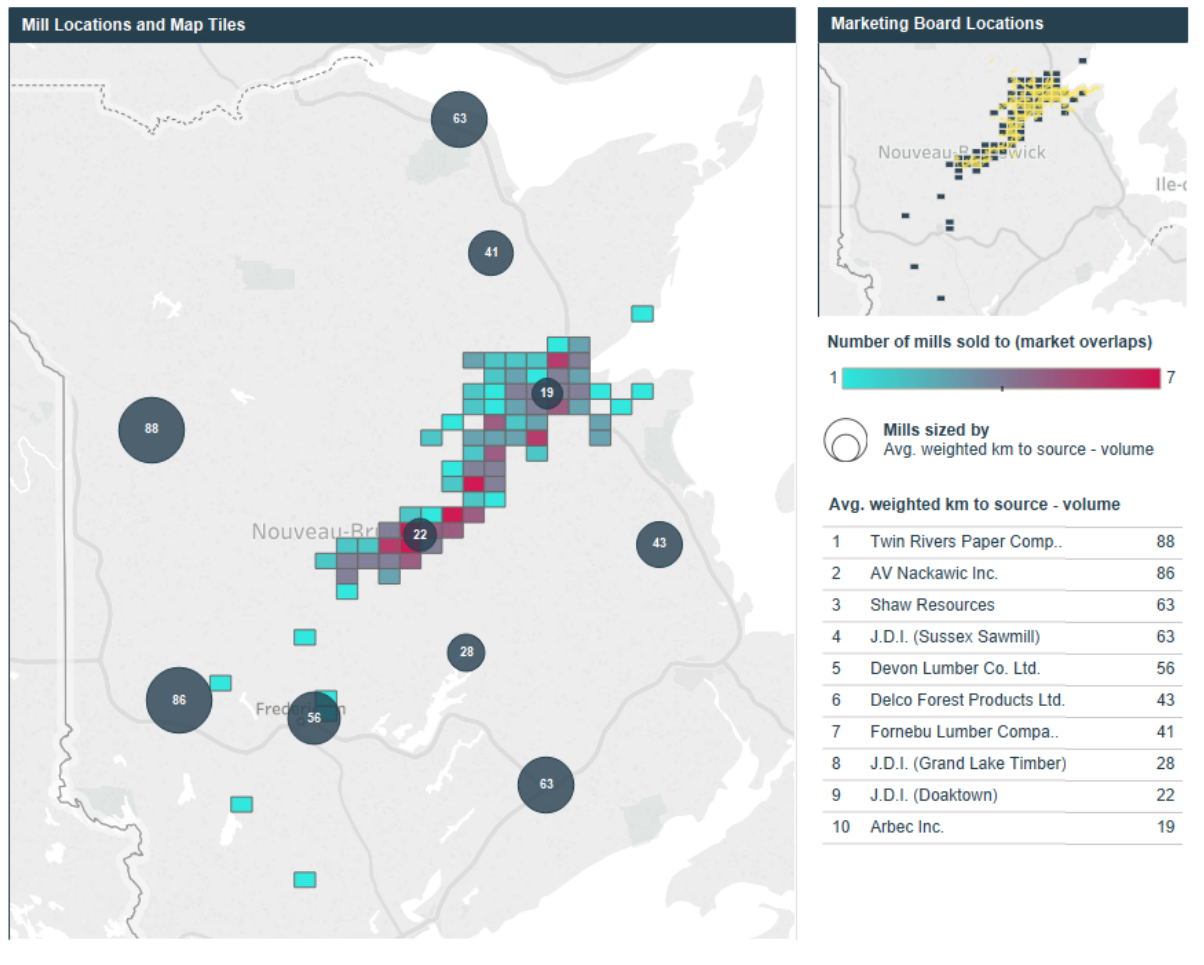 Mill Locations and Map Tiles
63
41
19
88
Nouveau-Br
22
43
28
86
56
63
Marketing Board Locations
Nouveau-B
wick
Number of mills sold to (market overlaps)
1
7
Mills sized by
Avg. weighted km to source - volume
Avg. weighted km to source - volume
1 Twin Rivers Paper Comp.. 88
2 AV Nackawic Inc. 86
3 Shaw Resources 63
4 J.D.I. (Sussex Sawmill) 63
5 Devon Lumber Co. Ltd. 56
6 Delco Forest Products Ltd. 43
7 Fornebu Lumber Compa.. 41
8 J.D.I. (Grand Lake Timber) 28
9 J.D.I. (Doaktown) 22
10 Arbec Inc. 19